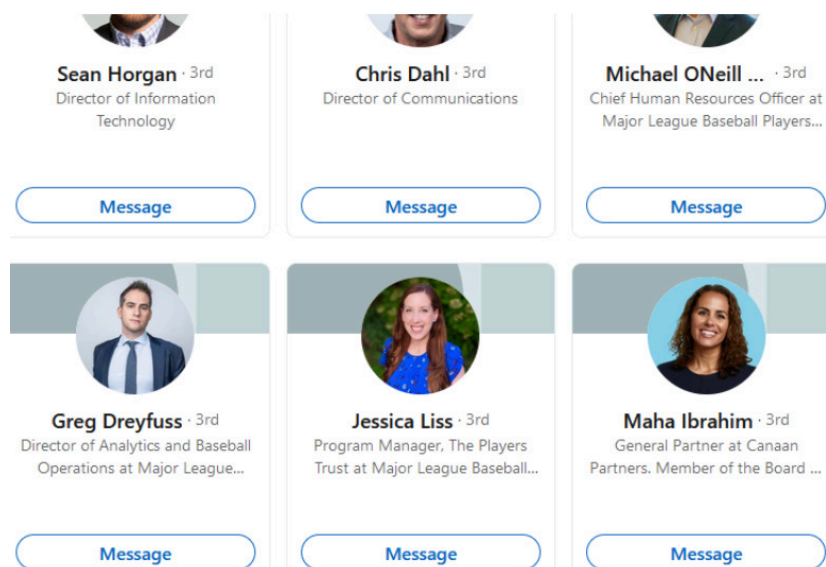 Sean Horgan · 3rd
Director of Information
Technology
Message
Chris Dahl · 3rd
Director of Communications
Message
Michael ONeill ... · 3rd
Chief Human Resources Officer at
Major League Baseball Players...
Message
Greg Dreyfuss · 3rd
Director of Analytics and Baseball
Operations at Major League...
Message
Jessica Liss · 3rd
Program Manager, The Players
Trust at Major League Baseball...
Message
Maha Ibrahim · 3rd
General Partner at Canaan
Partners. Member of the Board ...
Message